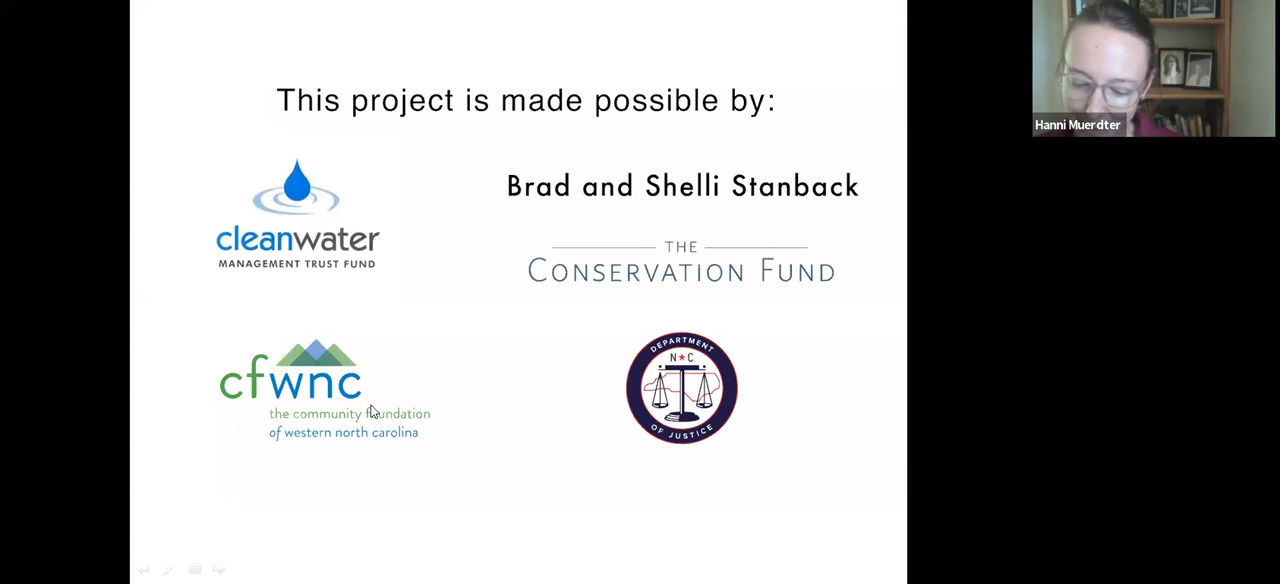 This project is made possible by:
cleanwater
MANAGEMENT TRUST FUND
Brad and Shelli Stanback
THE
CONSERVATION FUND
cfwnc
the community foundation
of western north carolina
DEPARTMENT
N★C
OF JUSTICE
Hanni Muerdter